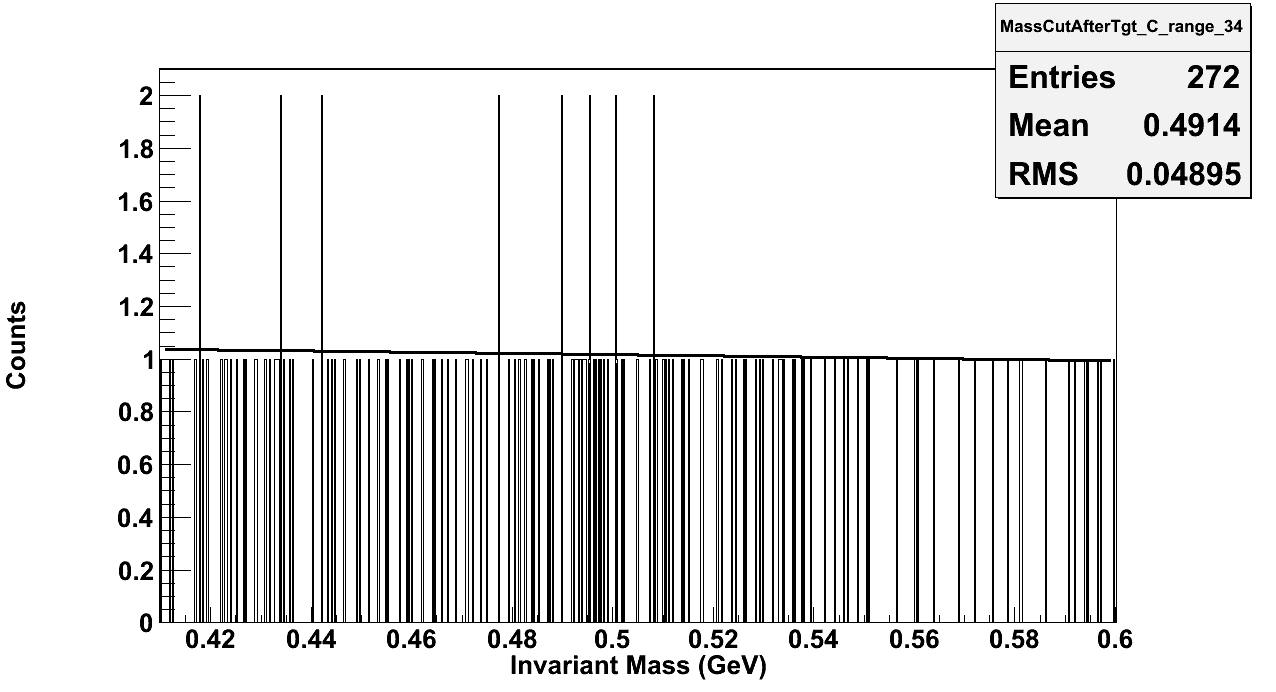 MassCutAfterTgt_C_range_34
Entries 272
Mean 0.4914
RMS 0.04895
Counts
2
1.8
1.6
1.4
1.2
1
0.8
0.6
0.4
0.2
0
0.42 0.44 0.46 0.48 0.5 0.52 0.54 0.56 0.58 0.6
Invariant Mass (GeV)